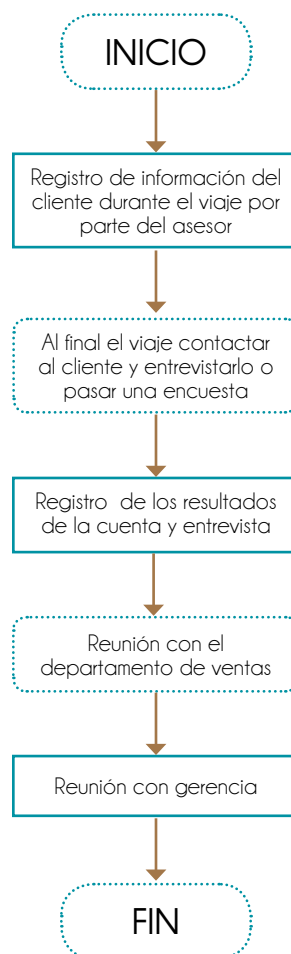 INICIO
Registro de información del
cliente durante el viaje por
parte del asesor
Al final el viaje contactar
al cliente y entrevistarlo o
pasar una encuesta
Registro de los resultados
de la cuenta y entrevista
Reunión con el
departamento de ventas
Reunión con gerencia
FIN